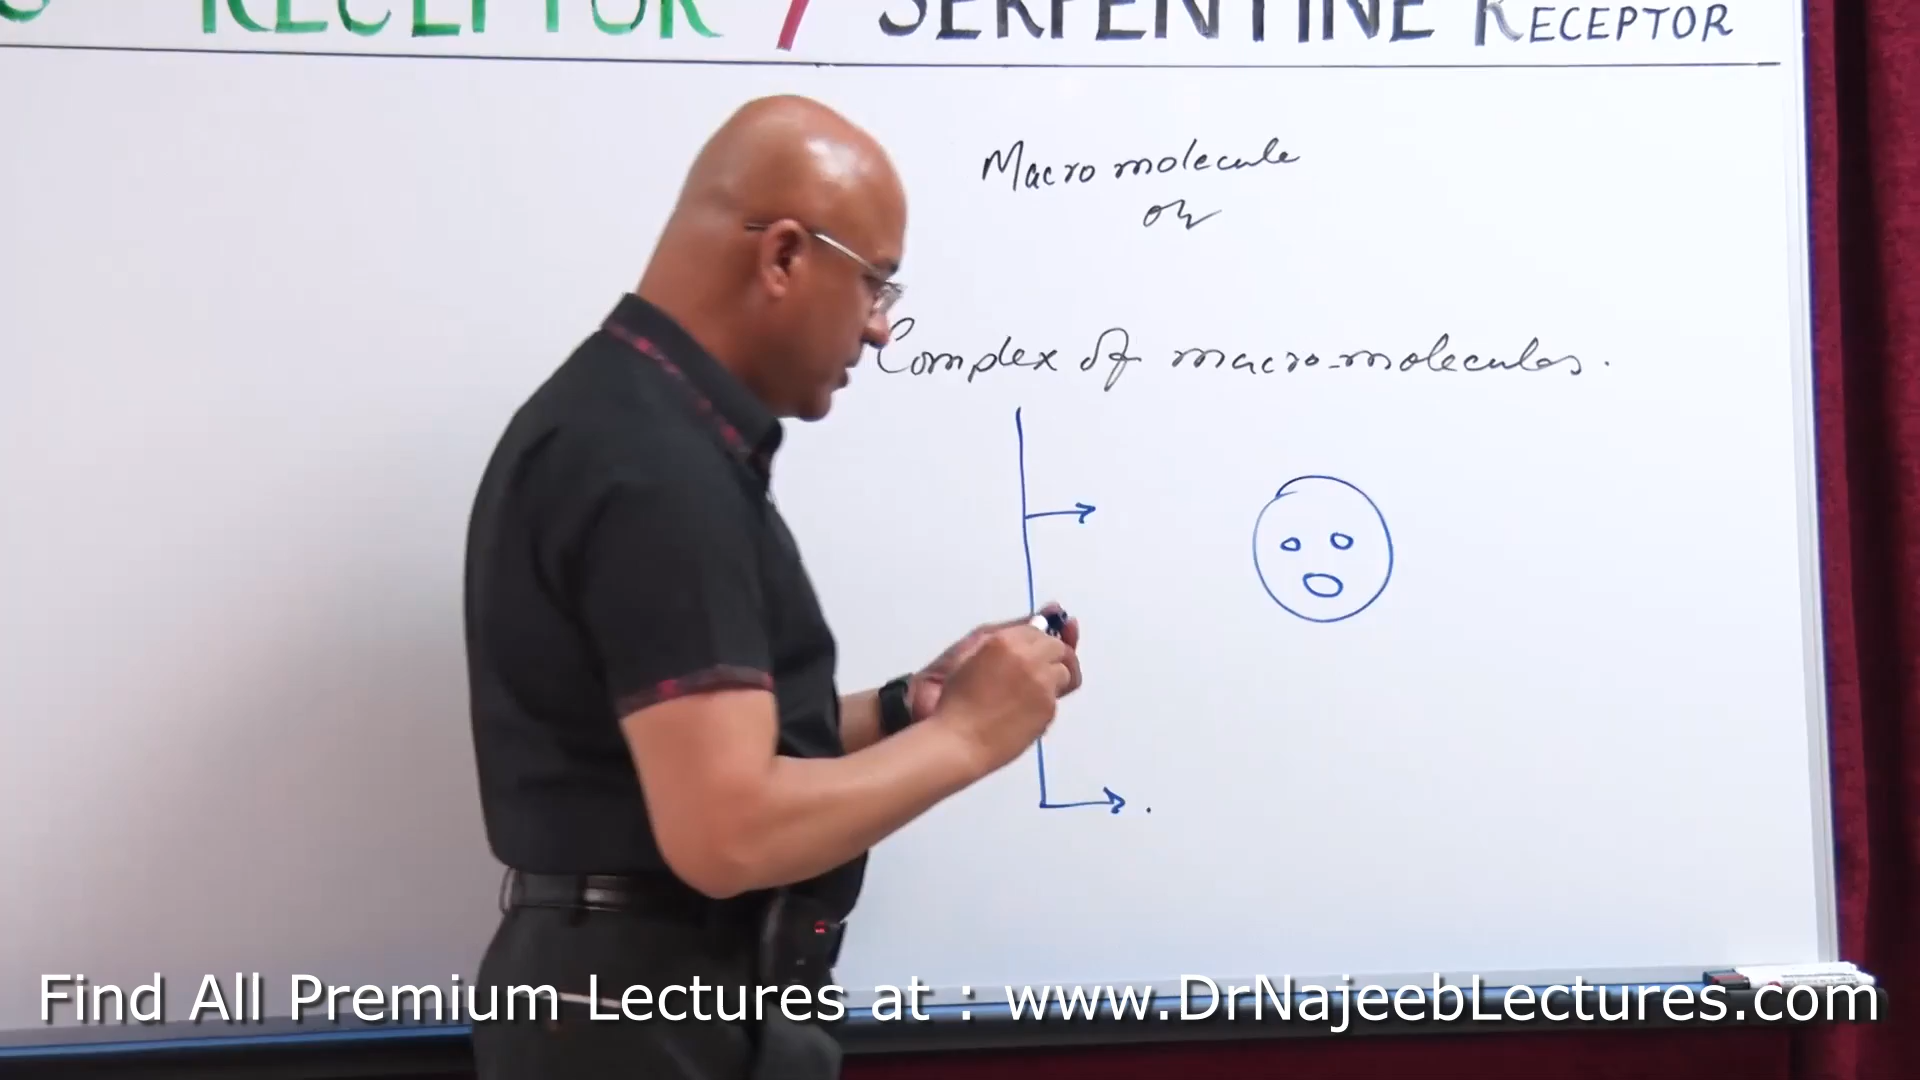 RECEPTOR / SERPENTINE RECEPTOR
Macro molecule
or
Complex of macro-molecules.
Find All Premium Lectures at : www.DrNajeebLectures.com